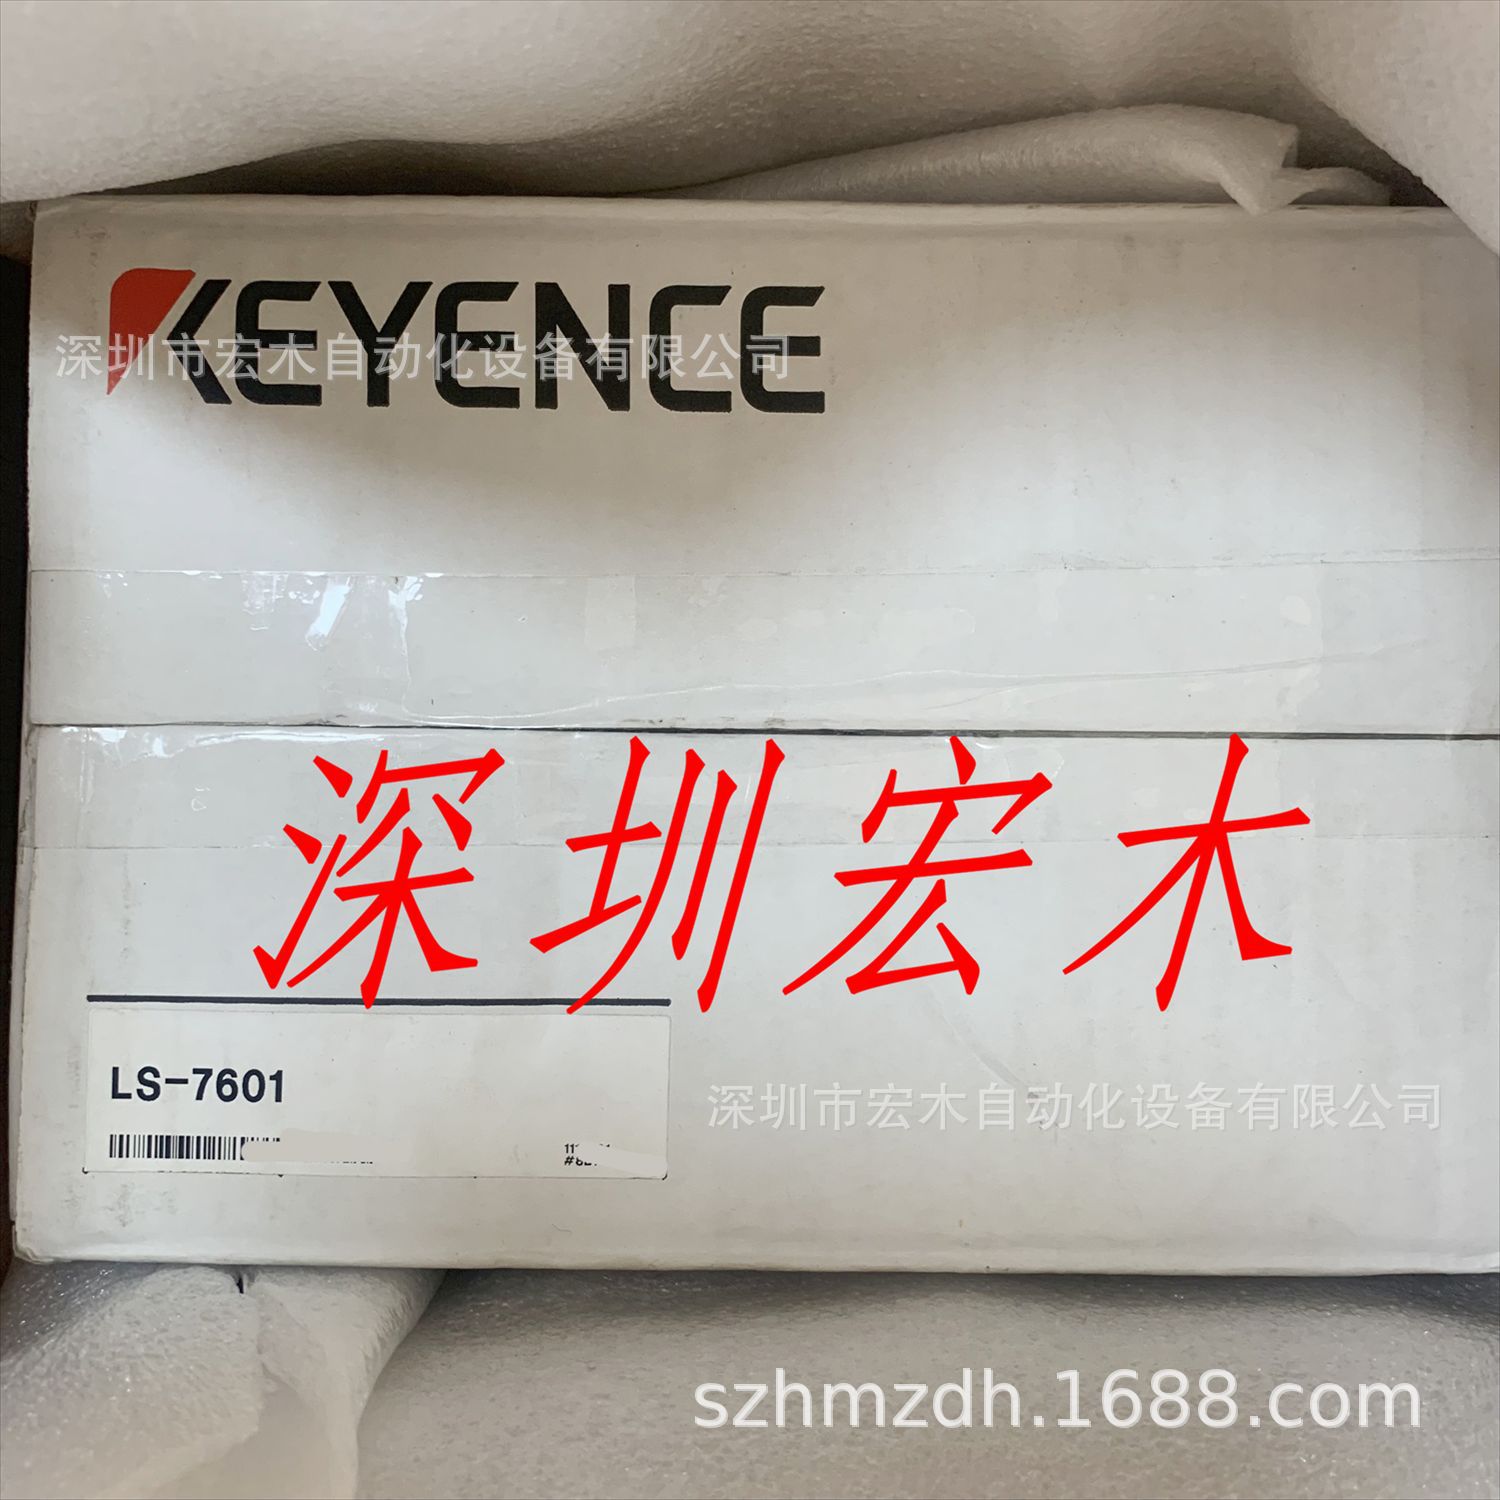 KEYENCE
深圳市宏木自动化设备有限公司
深圳宏木
LS-7601
深圳市宏木自动化设备有限公司
szhmzdh.1688.com